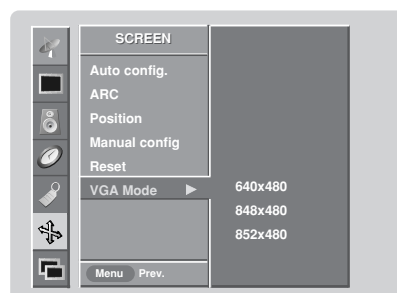 SCREEN
Auto config.
ARC
Position
Manual config
Reset
VGA Mode ▶
640x480
848x480
852x480
Menu Prev.